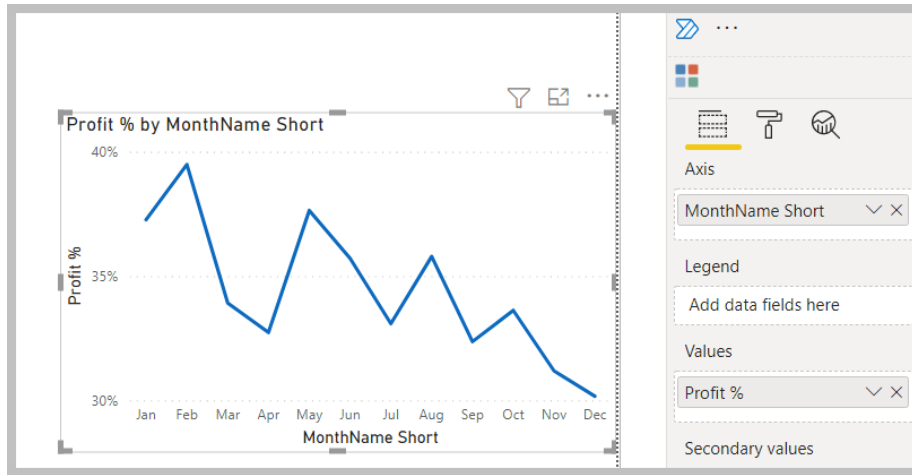 Profit % by MonthName Short
40%
35%
30%
Profit %
Jan Feb Mar Apr May Jun Jul Aug Sep Oct Nov Dec
MonthName Short
Axis
MonthName Short
Legend
Add data fields here
Values
Profit %
Secondary values